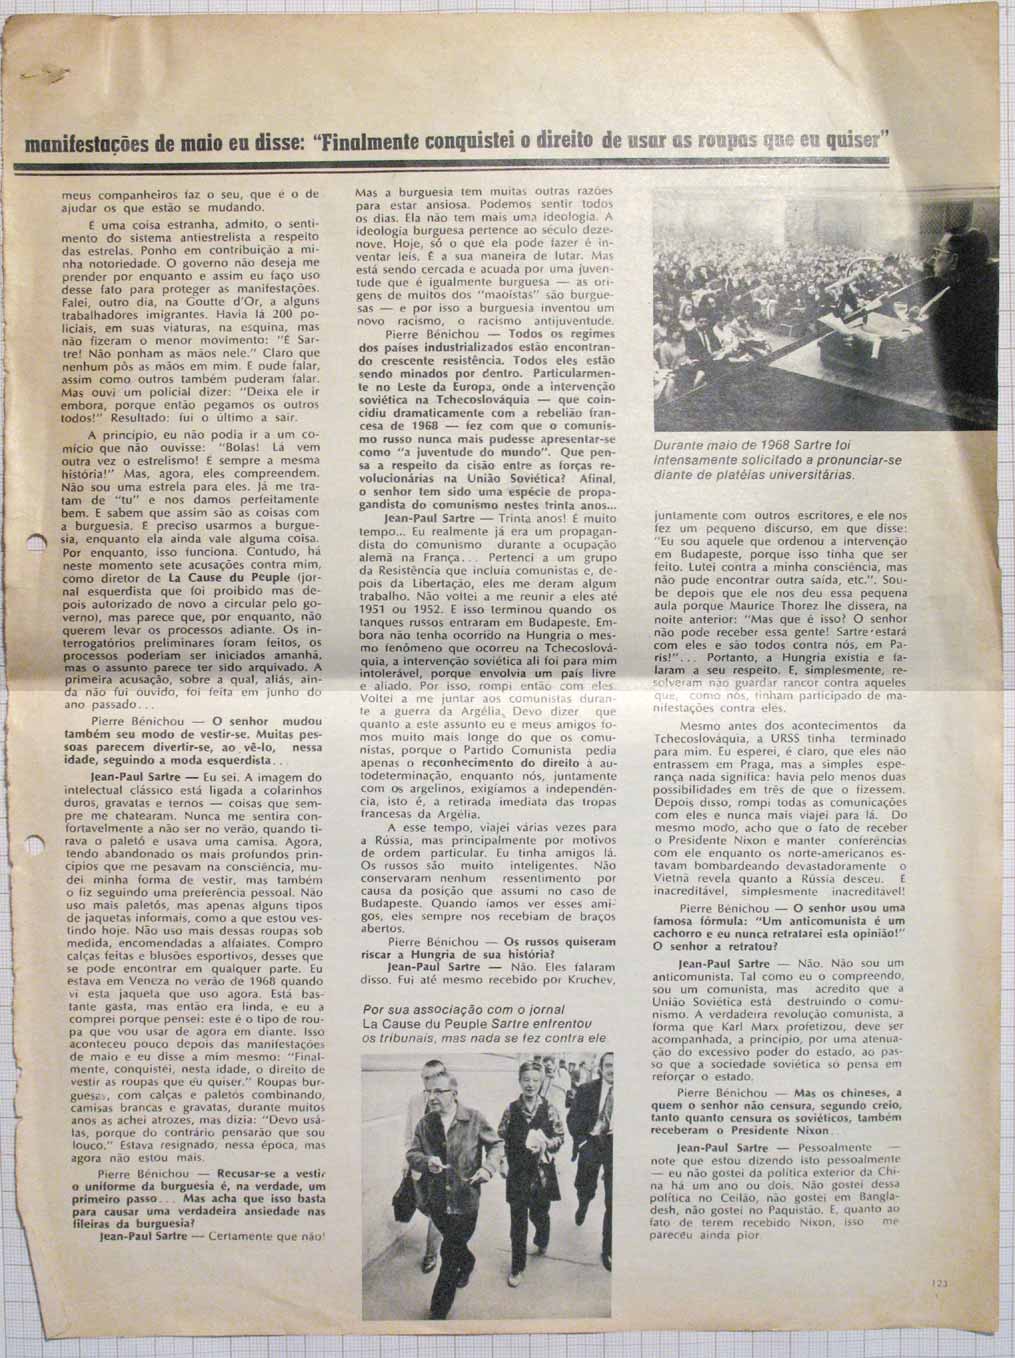 manifestações de maio eu disse: "Finalmente conquistei o direito de usar as roupas que eu quiser"
meus companheiros faz o seu, que é o de
ajudar os que estão se mudando.
É uma coisa estranha, admito, o senti-
mento do sistema antiestrelista a respeito
das estrelas. Ponho em contribuição a mi-
nha notoriedade. O governo não deseja me
prender por enquanto e assim eu faço uso
desse fato para proteger as manifestações.
Falei, outro dia, na Goutte d'Or, a alguns
trabalhadores imigrantes. Havia lá 200 po-
liciais, em suas viaturas, na esquina, mas
não fizeram o menor movimento: "É Sar-
tre! Não ponham as mãos nele." Claro que
nenhum pôs as mãos em mim. E pude falar,
assim como outros também puderam falar.
Mas ouvi um policial dizer: "Deixa ele ir
embora, porque então pegamos os outros
todos!" Resultado: fui o último a sair.
A princípio, eu não podia ir a um co-
mício que não ouvisse: "Bolas! Lá vem
outra vez o estrelismo! É sempre a mesma
história!" Mas, agora, eles compreendem.
Não sou uma estrela para eles. Já me tra-
tam de "tu" e nos damos perfeitamente
bem. E sabem que assim são as coisas com
a burguesia. É preciso usarmos a burgue-
sia, enquanto ela ainda vale alguma coisa.
Por enquanto, isso funciona. Contudo, há
neste momento sete acusações contra mim,
como diretor de La Cause du Peuple (jor-
nal esquerdista que foi proibido mas de-
pois autorizado de novo a circular pelo go-
verno), mas parece que, por enquanto, não
querem levar os processos adiante. Os in-
terrogatórios preliminares foram feitos, os
processos poderiam ser iniciados amanhã,
mas o assunto parece ter sido arquivado. A
primeira acusação, sobre a qual, aliás, ain-
da não fui ouvido, foi feita em junho do
ano passado...
Pierre Bénichou — O senhor mudou
também seu modo de vestir-se. Muitas pes-
soas parecem divertir-se, ao vê-lo, nessa
idade, seguindo a moda esquerdista...
Jean-Paul Sartre — Eu sei. A imagem do
intelectual clássico está ligada a colarinhos
duros, gravatas e ternos — coisas que sem-
pre me chatearam. Nunca me sentira con-
fortavelmente a não ser no verão, quando ti-
rava o paletó e usava uma camisa. Agora,
tendo abandonado os mais profundos prin-
cípios que me pesavam na consciência, mu-
dei minha forma de vestir, mas também
o fiz seguindo uma preferência pessoal. Não
uso mais paletós, mas apenas alguns tipos
de jaquetas informais, como a que estou ves-
tindo hoje. Não uso mais dessas roupas sob
medida, encomendadas a alfaiates. Compro
calças feitas e blusões esportivos, desses que
se pode encontrar em qualquer parte. Eu
estava em Veneza no verão de 1968 quando
vi esta jaqueta que uso agora. Está bas-
tante gasta, mas então era linda, e eu a
comprei porque pensei: este é o tipo de rou-
pa que vou usar de agora em diante. Isso
aconteceu pouco depois das manifestações
de maio e eu disse a mim mesmo: "Final-
mente, conquistei, nesta idade, o direito de
vestir as roupas que eu quiser." Roupas bur-
guesas, com calças e paletós combinando,
camisas brancas e gravatas, durante muitos
anos as achei atrozes, mas dizia: "Devo usá-
las, porque do contrário pensarão que sou
louco." Estava resignado, nessa época, mas
agora não estou mais.
Pierre Bénichou — Recusar-se a vestir
o uniforme da burguesia é, na verdade, um
primeiro passo... Mas acha que isso basta
para causar uma verdadeira ansiedade nas
fileiras da burguesia?
Jean-Paul Sartre — Certamente que não!
Mas a burguesia tem muitas outras razões
para estar ansiosa. Podemos sentir todos
os dias. Ela não tem mais uma ideologia. A
ideologia burguesa pertence ao século deze-
nove. Hoje, só o que ela pode fazer é in-
ventar leis. É a sua maneira de lutar. Mas
está sendo cercada e acuada por uma juven-
tude que é igualmente burguesa — as ori-
gens de muitos dos "maoístas" são burgue-
sas — e por isso a burguesia inventou um
novo racismo, o racismo antijuventude.
Pierre Bénichou — Todos os regimes
dos países industrializados estão encontran-
do crescente resistência. Todos eles estão
sendo minados por dentro. Particularmen-
te no Leste da Europa, onde a intervenção
soviética na Tchecoslováquia — que coin-
cidiu dramaticamente com a rebelião fran-
cesa de 1968 — fez com que o comunis-
mo russo nunca mais pudesse apresentar-se
como "a juventude do mundo". Que pen-
sa a respeito da cisão entre as forças re-
volucionárias na União Soviética? Afinal,
o senhor tem sido uma espécie de propa-
gandista do comunismo nestes trinta anos...
Jean-Paul Sartre — Trinta anos! É muito
tempo... Eu realmente já era um propagan-
dista do comunismo durante a ocupação
alemã na França... Pertenci a um grupo
da Resistência que incluía comunistas e, de-
pois da Libertação, eles me deram algum
trabalho. Não voltei a me reunir a eles até
1951 ou 1952. E isso terminou quando os
tanques russos entraram em Budapeste. Em-
bora não tenha ocorrido na Hungria o mes-
mo fenômeno que ocorreu na Tchecoslová-
quia, a intervenção soviética ali foi para mim
intolerável, porque envolvia um país livre
e aliado. Por isso, rompi então com eles.
Voltei a me juntar aos comunistas duran-
te a guerra da Argélia. Devo dizer que
quanto a este assunto eu e meus amigos fo-
mos muito mais longe do que os comu-
nistas, porque o Partido Comunista pedia
apenas o reconhecimento do direito à au-
todeterminação, enquanto nós, juntamente
com os argelinos, exigíamos a independên-
cia, isto é, a retirada imediata das tropas
francesas da Argélia.
A esse tempo, viajei várias vezes para
a Rússia, mas principalmente por motivos
de ordem particular. Eu tinha amigos lá.
Os russos são muito inteligentes. Não
conservaram nenhum ressentimento por
causa da posição que assumi no caso de
Budapeste. Quando íamos ver esses ami-
gos, eles sempre nos recebiam de braços
abertos.
Pierre Bénichou — Os russos quiseram
riscar a Hungria de sua história?
Jean-Paul Sartre — Não. Eles falaram
disso. Fui até mesmo recebido por Kruchev,
Por sua associação com o jornal
La Cause du Peuple Sartre enfrentou
os tribunais, mas nada se fez contra ele
Durante maio de 1968 Sartre foi
intensamente solicitado a pronunciar-se
diante de platéias universitárias.
juntamente com outros escritores, e ele nos
fez um pequeno discurso, em que disse:
"Eu sou aquele que ordenou a intervenção
em Budapeste, porque isso tinha que ser
feito. Lutei contra a minha consciência, mas
não pude encontrar outra saída, etc.". Sou-
be depois que ele nos deu essa pequena
aula porque Maurice Thorez lhe dissera, na
noite anterior: "Mas que é isso? O senhor
não pode receber essa gente! Sartre estará
com eles e são todos contra nós, em Pa-
ris!"... Portanto, a Hungria existia e fa-
laram a seu respeito. E, simplesmente, re-
solveram não guardar rancor contra aqueles
que, como nós, tinham participado de ma-
nifestações contra eles.
Mesmo antes dos acontecimentos da
Tchecoslováquia, a URSS tinha terminado
para mim. Eu esperei, é claro, que eles não
entrassem em Praga, mas a simples espe-
rança nada significa: havia pelo menos duas
possibilidades em três de que o fizessem.
Depois disso, rompi todas as comunicações
com eles e nunca mais viajei para lá. Do
mesmo modo, acho que o fato de receber
o Presidente Nixon e manter conferências
com ele enquanto os norte-americanos es-
tavam bombardeando devastadoramente o
Vietnã revela quanto a Rússia desceu. É
inacreditável, simplesmente inacreditável!
Pierre Bénichou — O senhor usou uma
famosa fórmula: "Um anticomunista é um
cachorro e eu nunca retratarei esta opinião!"
O senhor a retratou?
Jean-Paul Sartre — Não. Não sou um
anticomunista. Tal como eu o compreendo,
sou um comunista, mas acredito que a
União Soviética está destruindo o comu-
nismo. A verdadeira revolução comunista, a
forma que Karl Marx profetizou, deve ser
acompanhada, a princípio, por uma atenua-
ção do excessivo poder do estado, ao pas-
so que a sociedade soviética só pensa em
reforçar o estado.
Pierre Bénichou — Mas os chineses, a
quem o senhor não censura, segundo creio,
tanto quanto censura os soviéticos, também
receberam o Presidente Nixon...
Jean-Paul Sartre — Pessoalmente —
note que estou dizendo isto pessoalmente
— eu não gostei da política exterior da Chi-
na há um ano ou dois. Não gostei dessa
política no Ceilão, não gostei em Bangla-
desh, não gostei no Paquistão. E, quanto ao
fato de terem recebido Nixon, isso me
pareceu ainda pior.
123